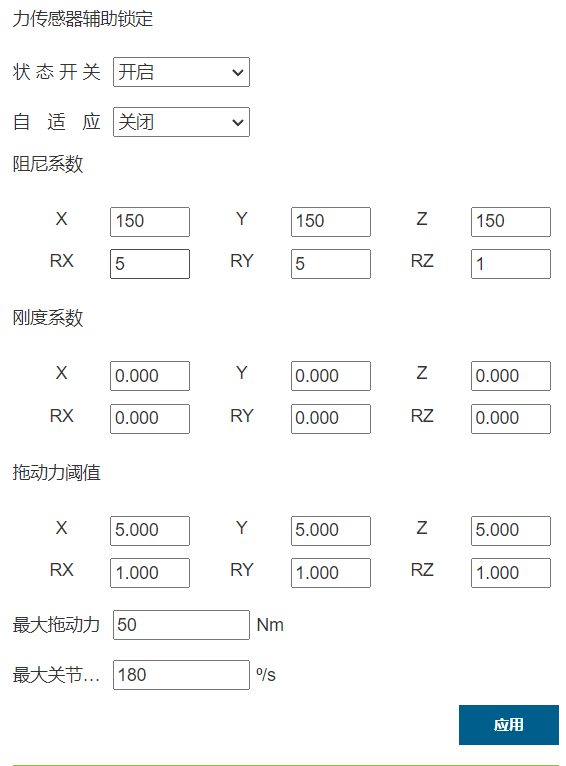 力传感器辅助锁定
状态开关 开启
自适应 关闭
阻尼系数
X 150 Y 150 Z 150
RX 5 RY 5 RZ 1
刚度系数
X 0.000 Y 0.000 Z 0.000
RX 0.000 RY 0.000 RZ 0.000
拖动力阈值
X 5.000 Y 5.000 Z 5.000
RX 1.000 RY 1.000 RZ 1.000
最大拖动力 50 Nm
最大关节... 180 º/s
应用